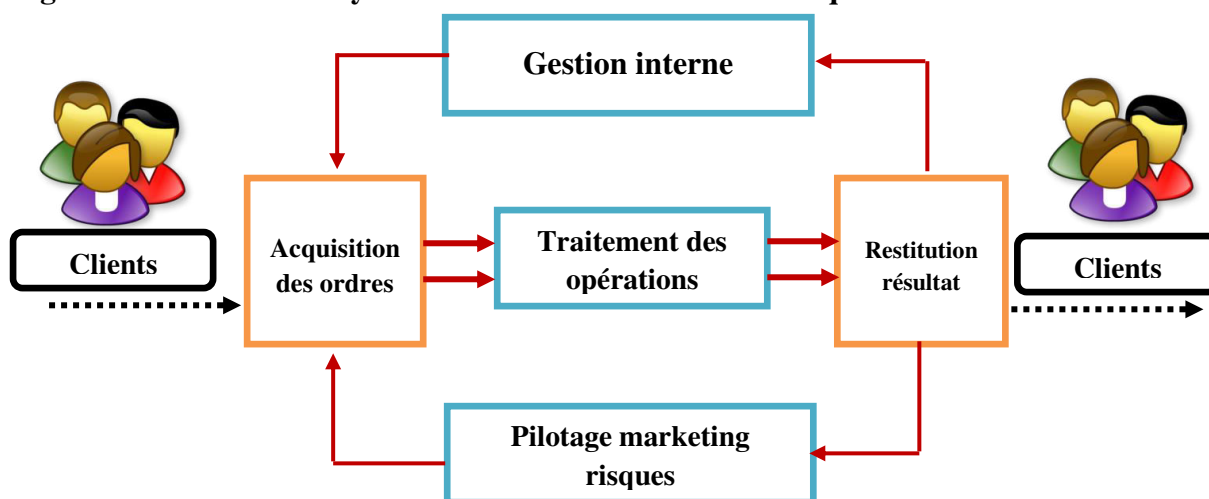 Gestion interne
Clients
Acquisition
des ordres
Traitement des
opérations
Restitution
résultat
Clients
Pilotage marketing
risques